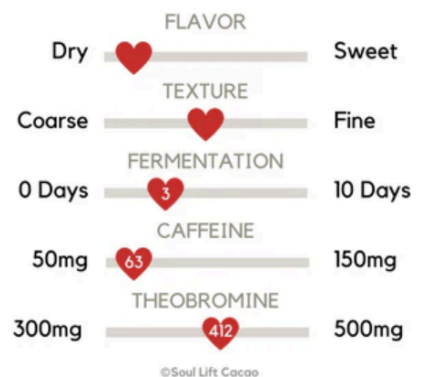 FLAVOR
Dry Sweet
TEXTURE
Coarse Fine
FERMENTATION
0 Days 3 10 Days
CAFFEINE
50mg 63 150mg
THEOBROMINE
300mg 412 500mg
©Soul Lift Cacao